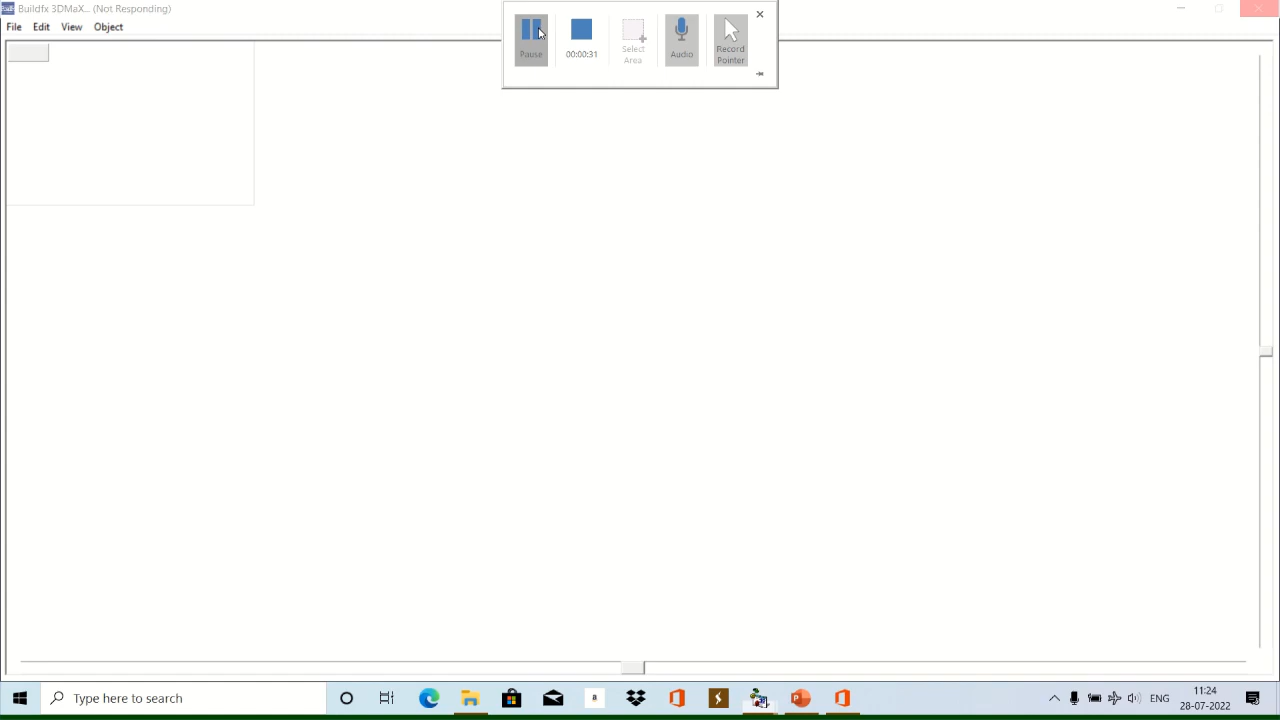 Buildfx 3DMaX... (Not Responding)
File Edit View Object
Pause
00:00:31
Select
Area
Audio
Record
Pointer
Type here to search
a
ENG
11:24
28-07-2022